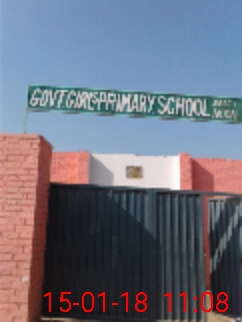 GOVT GIRLS PRIMARY SCHOOL
15-01-18 11:08